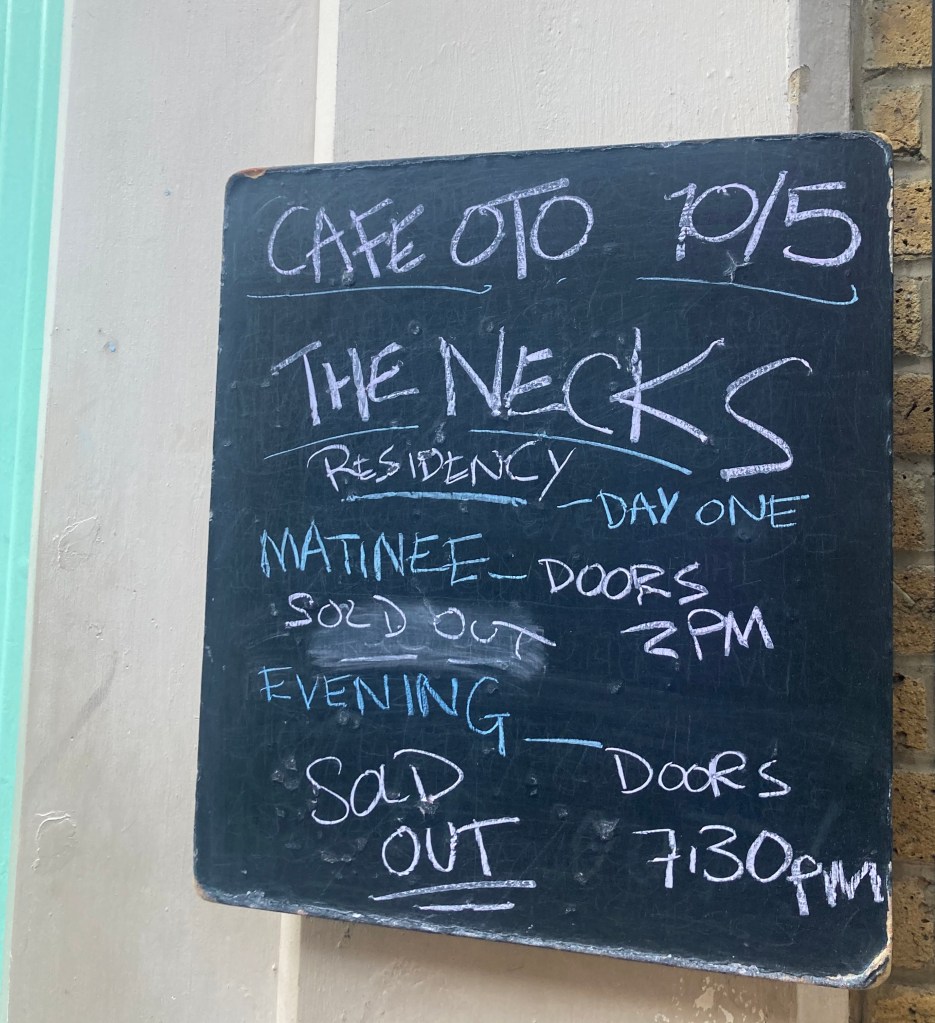 CAFE OTO 10/5
THE NECKS
RESIDENCY
- DAY ONE
MATINEE - DOORS
SOLD OUT 2PM
EVENING - DOORS
SOLD
OUT 7:30pm